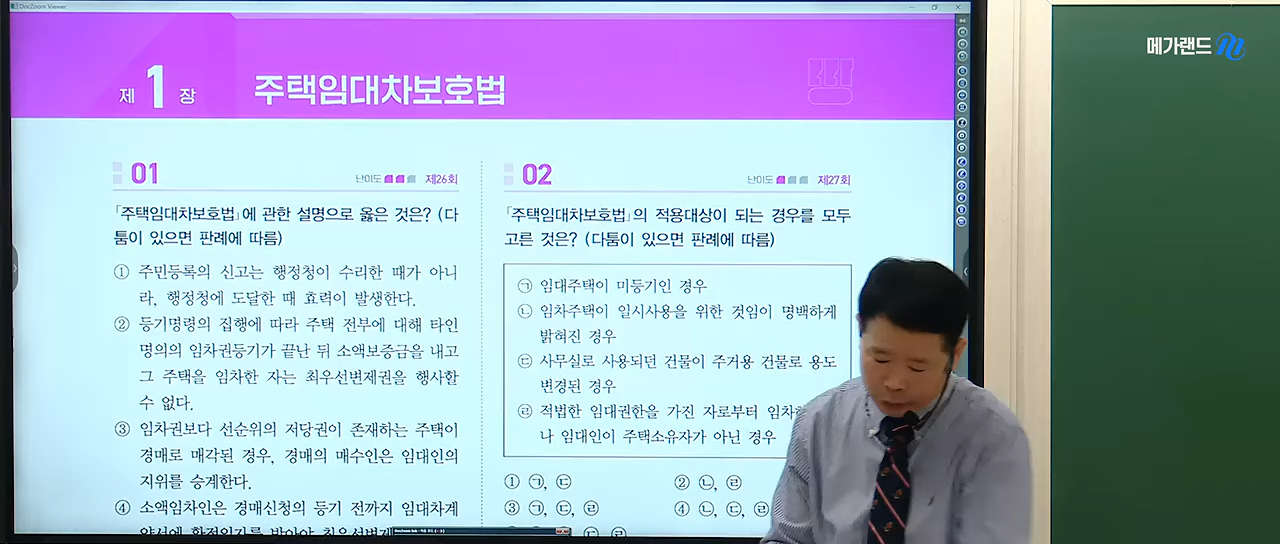 DocZoom Viewer
메가랜드
제 1 장 주택임대차보호법
01
난이도 제26회
「주택임대차보호법」에 관한 설명으로 옳은 것은? (다
툼이 있으면 판례에 따름)
① 주민등록의 신고는 행정청이 수리한 때가 아니
라, 행정청에 도달한 때 효력이 발생한다.
② 등기명령의 집행에 따라 주택 전부에 대해 타인
명의의 임차권등기가 끝난 뒤 소액보증금을 내고
그 주택을 임차한 자는 최우선변제권을 행사할
수 없다.
③ 임차권보다 선순위의 저당권이 존재하는 주택이
경매로 매각된 경우, 경매의 매수인은 임대인의
지위를 승계한다.
④ 소액임차인은 경매신청의 등기 전까지 임대차계
약서에 확정일자를 받아야 최우선변제
02
난이도 제27회
「주택임대차보호법」의 적용대상이 되는 경우를 모두
고른 것은? (다툼이 있으면 판례에 따름)
㉠ 임대주택이 미등기인 경우
㉡ 임차주택이 일시사용을 위한 것임이 명백하게
밝혀진 경우
㉢ 사무실로 사용되던 건물이 주거용 건물로 용도
변경된 경우
㉣ 적법한 임대권한을 가진 자로부터 임차
나 임대인이 주택소유자가 아닌 경우
① ㉠, ㉢ ② ㉡, ㉣
③ ㉠, ㉢, ㉣ ④ ㉡, ㉢, ㉣
㉢, ㉣